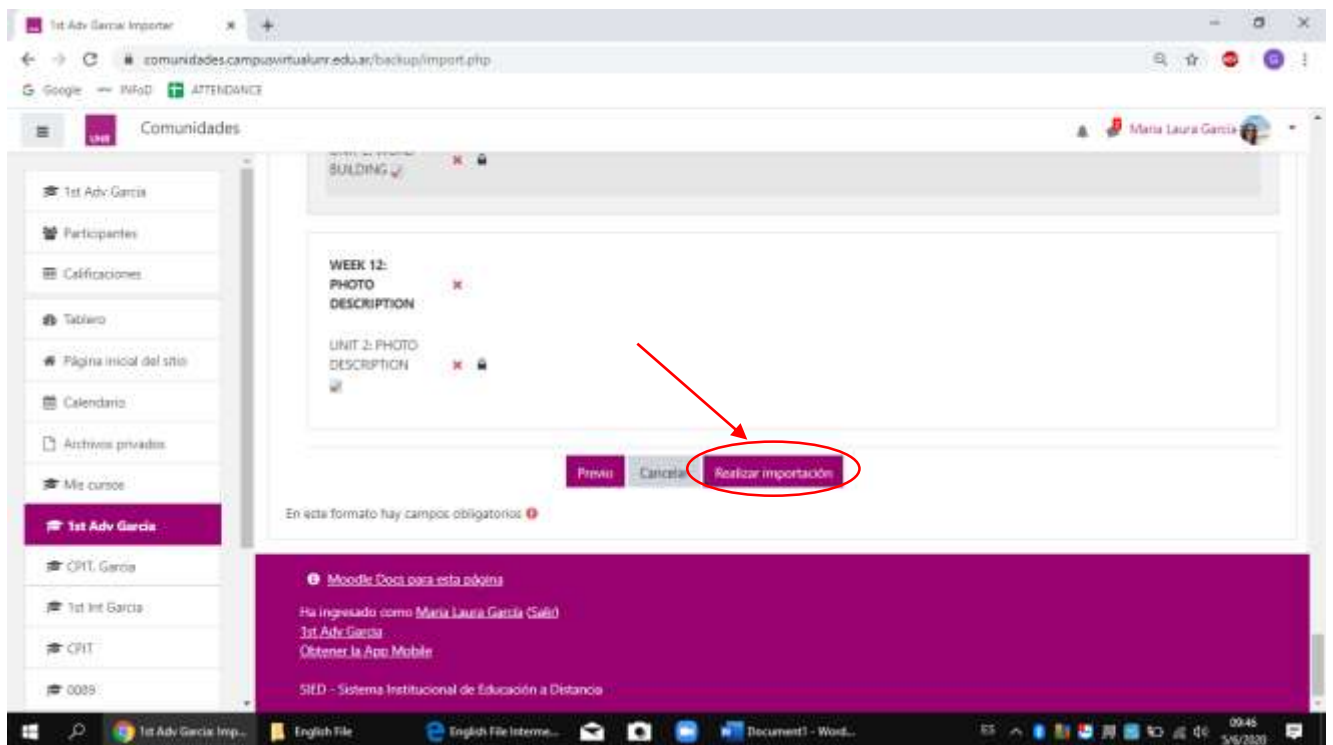 1st Adv Garcia: Importer
comunidades.campusvirtualunr.edu.ar/backup/import.php
Google INFoD ATTENDANCE
UNR Comunidades Maria Laura Garcia
BUILDING
1st Adv Garcia
Participantes
Calificaciones
WEEK 12:
PHOTO
DESCRIPTION
Tablero
UNIT 2: PHOTO
DESCRIPTION
Página inicial del sitio
Calendario
Archivos privados
Mis cursos
Previo Cancelar Realizar importación
En este formato hay campos obligatorios
1st Adv Garcia
CPIT. Garcia
1st Int Garcia
CPIT
0089
Moodle Docs para esta página
Ha ingresado como Maria Laura García (Salir)
1st Adv Garcia
Obtener la App Mobile
SIED - Sistema Institucional de Educación a Distancia
1st Adv Garcia: Imp... English File English File Interme... Document1 - Word... ES 09:46
5/6/2020